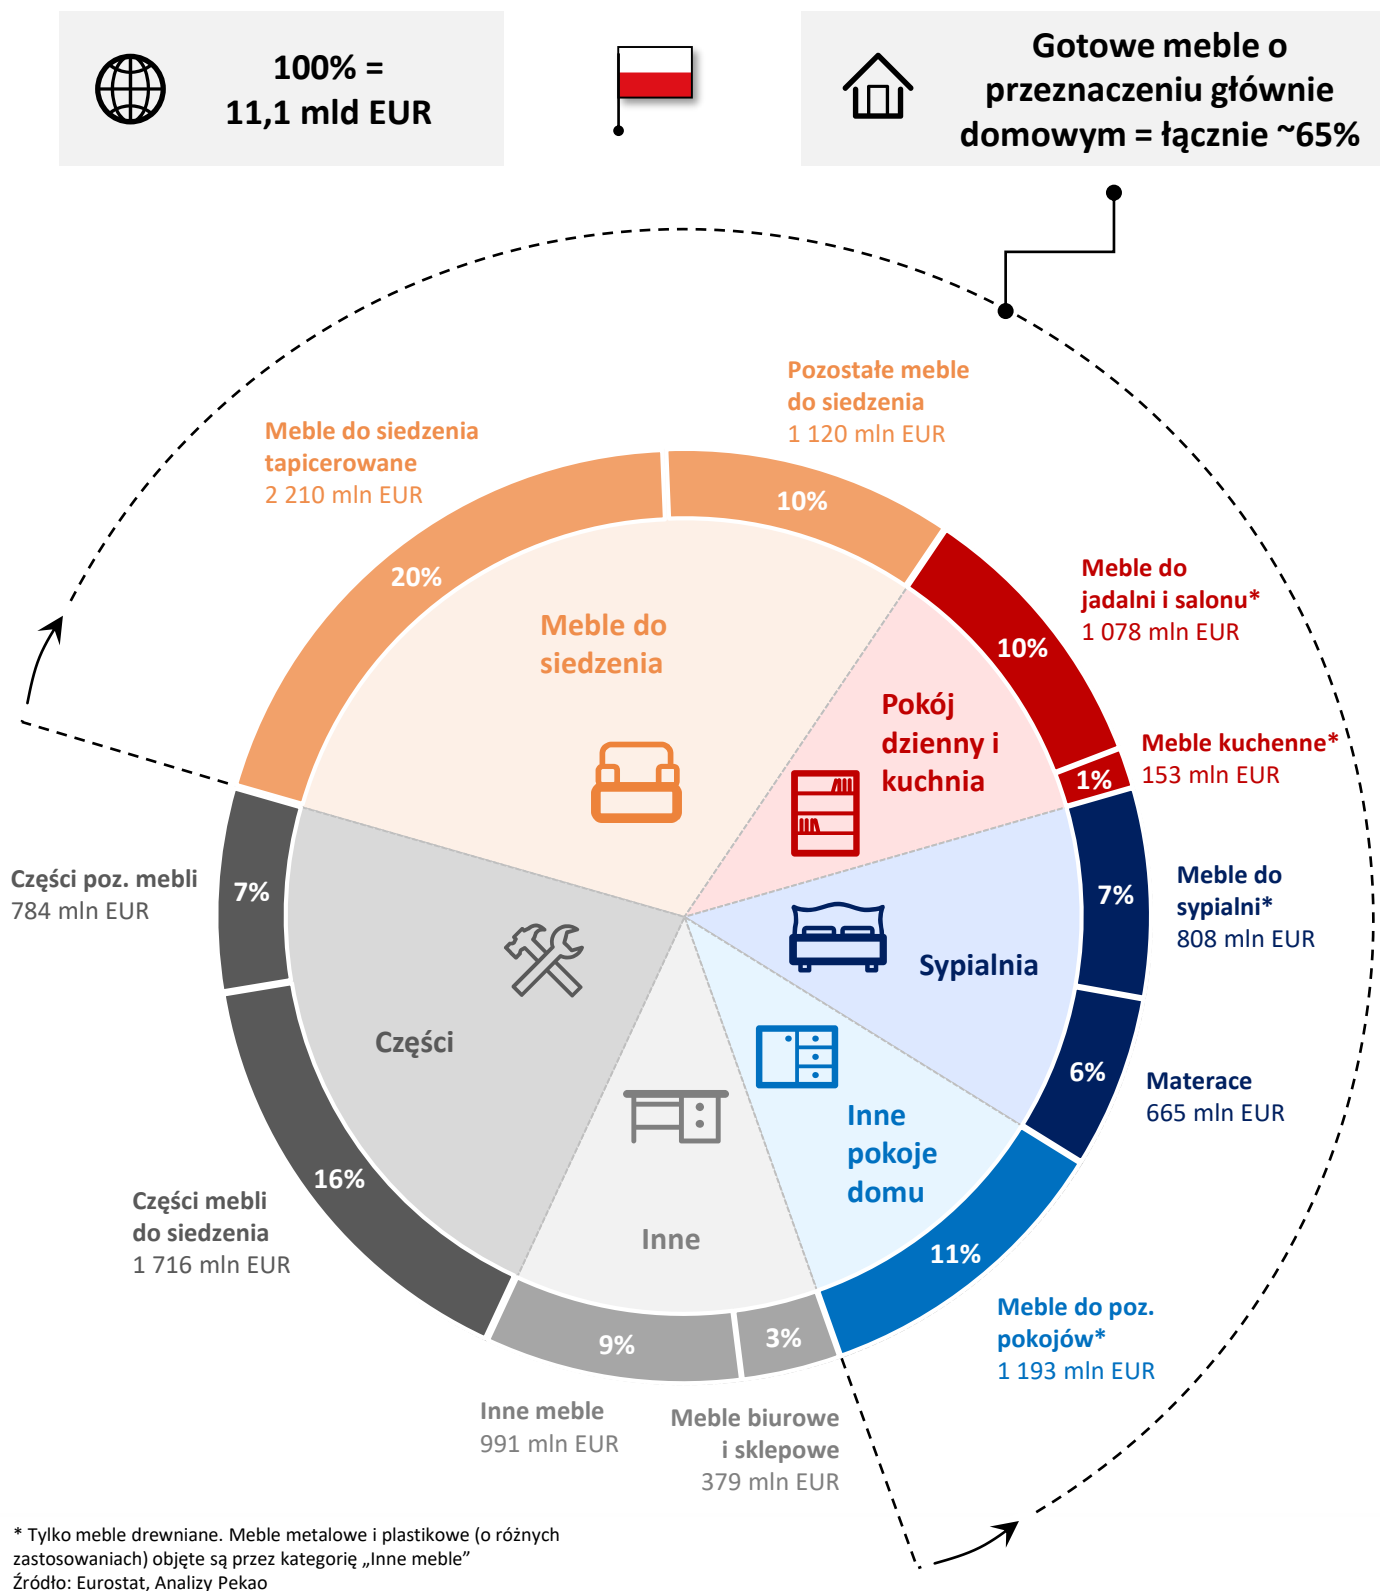 100% =
11,1 mld EUR
Gotowe meble o
przeznaczeniu głównie
domowym = łącznie ~65%
Pozostałe meble
do siedzenia
1 120 mln EUR
Meble do siedzenia
tapicerowane
2 210 mln EUR
10%
20%
Meble do
jadalni i salonu*
1 078 mln EUR
10%
Meble do
siedzenia
Pokój
dzienny i
kuchnia
Meble kuchenne*
153 mln EUR
1%
Części poz. mebli
784 mln EUR
7%
7%
Meble do
sypialni*
808 mln EUR
Sypialnia
Części
6%
Materace
665 mln EUR
Inne
pokoje
domu
16%
Części mebli
do siedzenia
1 716 mln EUR
Inne
11%
Meble do poz.
pokojów*
1 193 mln EUR
9%
3%
Inne meble
991 mln EUR
Meble biurowe
i sklepowe
379 mln EUR
* Tylko meble drewniane. Meble metalowe i plastikowe (o różnych
zastosowaniach) objęte są przez kategorię „Inne meble”
Źródło: Eurostat, Analizy Pekao